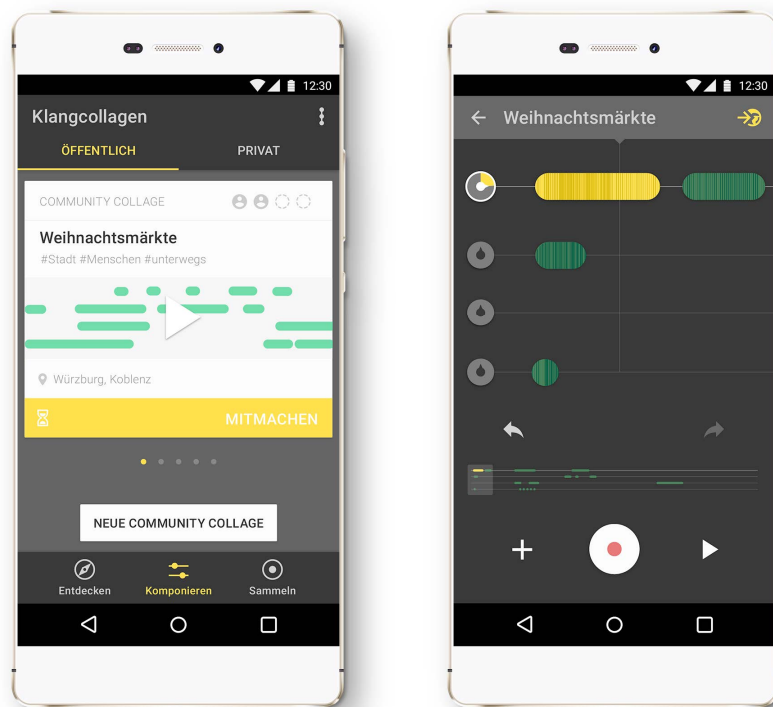 12:30
Klangcollagen
ÖFFENTLICH PRIVAT
COMMUNITY COLLAGE
Weihnachtsmärkte
#Stadt #Menschen #unterwegs
Würzburg, Koblenz
MITMACHEN
NEUE COMMUNITY COLLAGE
Entdecken Komponieren Sammeln
12:30
Weihnachtsmärkte